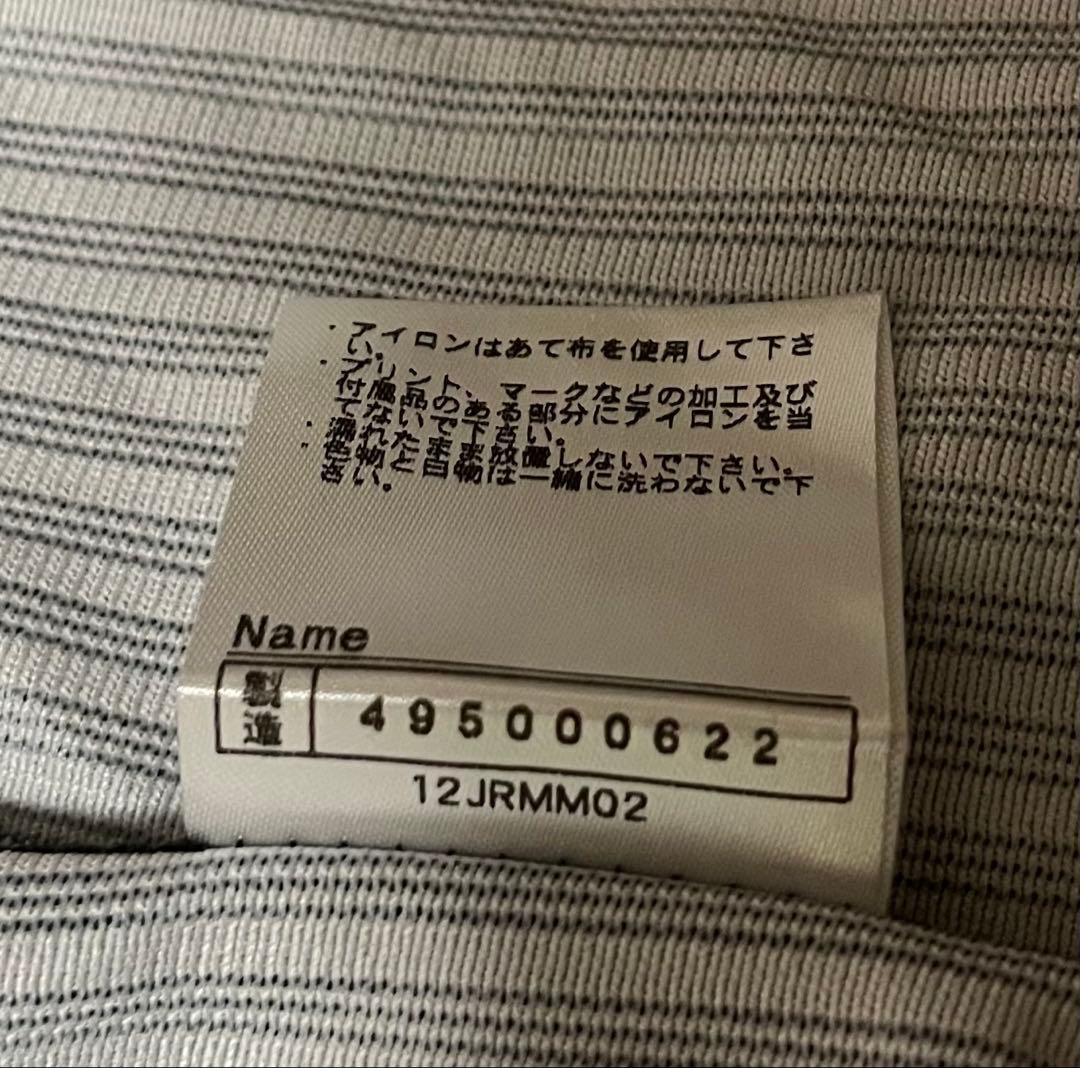 ・アイロンはあて布を使用して下さ
い。
・プリント、マークなどの加工及び
付属品のある部分にアイロンを当
てないで下さい。
・濡れたまま放置しないで下さい。
・色物と白物は一緒に洗わないで下
さい。
Name
製造 495000622
12JRMM02